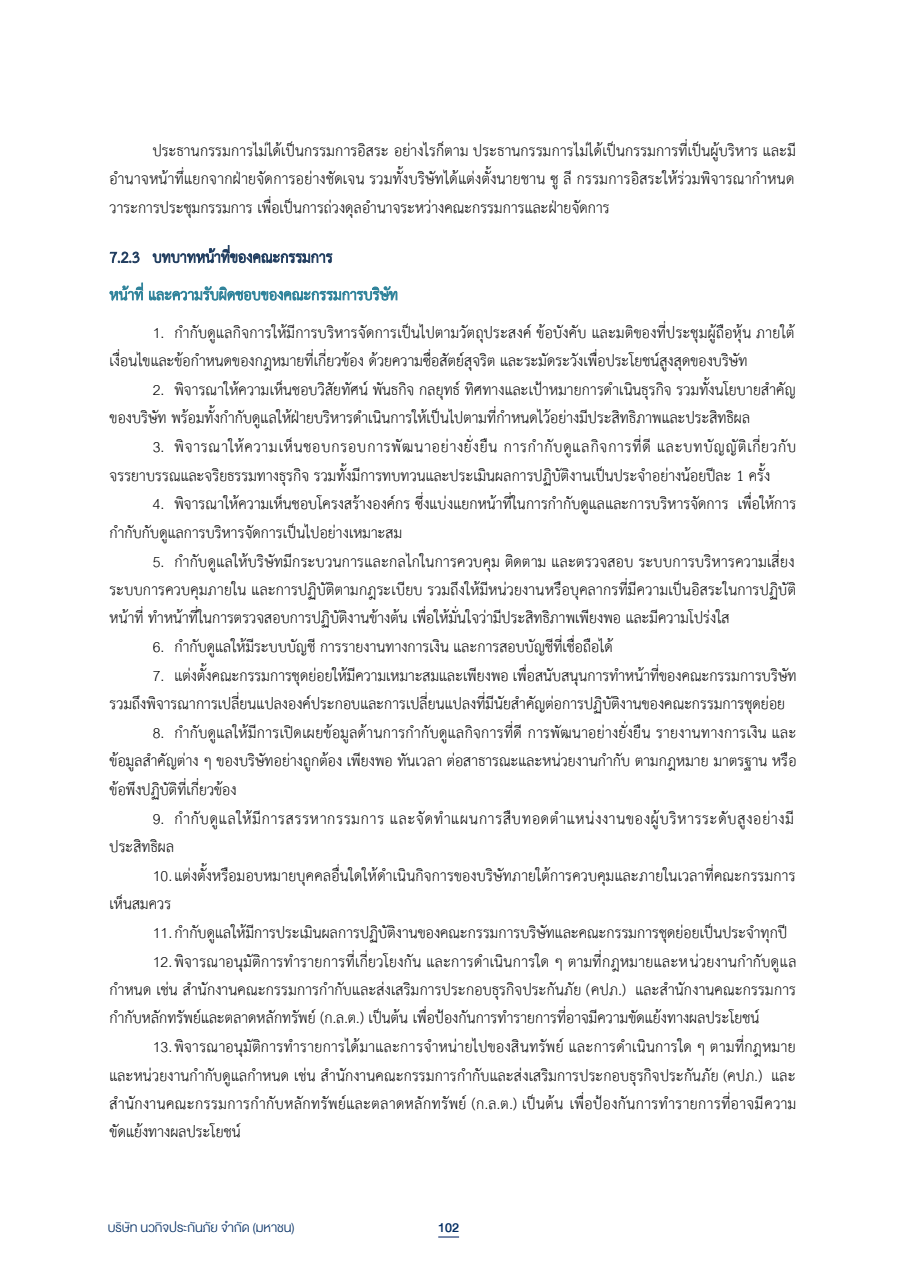 ประธานกรรมการไม่ได้เป็นกรรมการอิสระ อย่างไรก็ตาม ประธานกรรมการไม่ได้เป็นกรรมการที่เป็นผู้บริหาร และมี
อำนาจหน้าที่แยกจากฝ่ายจัดการอย่างชัดเจน รวมทั้งบริษัทได้แต่งตั้งนายชาน ซู ลี กรรมการอิสระให้ร่วมพิจารณากำหนด
วาระการประชุมกรรมการ เพื่อเป็นการถ่วงดุลอำนาจระหว่างคณะกรรมการและฝ่ายจัดการ
7.2.3 บทบาทหน้าที่ของคณะกรรมการ
หน้าที่ และความรับผิดชอบของคณะกรรมการบริษัท
1. กำกับดูแลกิจการให้มีการบริหารจัดการเป็นไปตามวัตถุประสงค์ ข้อบังคับ และมติของที่ประชุมผู้ถือหุ้น ภายใต้
เงื่อนไขและข้อกำหนดของกฎหมายที่เกี่ยวข้อง ด้วยความซื่อสัตย์สุจริต และระมัดระวังเพื่อประโยชน์สูงสุดของบริษัท
2. พิจารณาให้ความเห็นชอบวิสัยทัศน์ พันธกิจ กลยุทธ์ ทิศทางและเป้าหมายการดำเนินธุรกิจ รวมทั้งนโยบายสำคัญ
ของบริษัท พร้อมทั้งกำกับดูแลให้ฝ่ายบริหารดำเนินการให้เป็นไปตามที่กำหนดไว้อย่างมีประสิทธิภาพและประสิทธิผล
3. พิจารณาให้ความเห็นชอบกรอบการพัฒนาอย่างยั่งยืน การกำกับดูแลกิจการที่ดี และบทบัญญัติเกี่ยวกับ
จรรยาบรรณและจริยธรรมทางธุรกิจ รวมทั้งมีการทบทวนและประเมินผลการปฏิบัติงานเป็นประจำอย่างน้อยปีละ 1 ครั้ง
4. พิจารณาให้ความเห็นชอบโครงสร้างองค์กร ซึ่งแบ่งแยกหน้าที่ในการกำกับดูแลและการบริหารจัดการ เพื่อให้การ
กำกับกับดูแลการบริหารจัดการเป็นไปอย่างเหมาะสม
5. กำกับดูแลให้บริษัทมีกระบวนการและกลไกในการควบคุม ติดตาม และตรวจสอบ ระบบการบริหารความเสี่ยง
ระบบการควบคุมภายใน และการปฏิบัติตามกฎระเบียบ รวมถึงให้มีหน่วยงานหรือบุคลากรที่มีความเป็นอิสระในการปฏิบัติ
หน้าที่ ทำหน้าที่ในการตรวจสอบการปฏิบัติงานข้างต้น เพื่อให้มั่นใจว่ามีประสิทธิภาพเพียงพอ และมีความโปร่งใส
6. กำกับดูแลให้มีระบบบัญชี การรายงานทางการเงิน และการสอบบัญชีที่เชื่อถือได้
7. แต่งตั้งคณะกรรมการชุดย่อยให้มีความเหมาะสมและเพียงพอ เพื่อสนับสนุนการทำหน้าที่ของคณะกรรมการบริษัท
รวมถึงพิจารณาการเปลี่ยนแปลงองค์ประกอบและการเปลี่ยนแปลงที่มีนัยสำคัญต่อการปฏิบัติงานของคณะกรรมการชุดย่อย
8. กำกับดูแลให้มีการเปิดเผยข้อมูลด้านการกำกับดูแลกิจการที่ดี การพัฒนาอย่างยั่งยืน รายงานทางการเงิน และ
ข้อมูลสำคัญต่าง ๆ ของบริษัทอย่างถูกต้อง เพียงพอ ทันเวลา ต่อสาธารณะและหน่วยงานกำกับ ตามกฎหมาย มาตรฐาน หรือ
ข้อพึงปฏิบัติที่เกี่ยวข้อง
9. กำกับดูแลให้มีการสรรหากรรมการ และจัดทำแผนการสืบทอดตำแหน่งงานของผู้บริหารระดับสูงอย่างมี
ประสิทธิผล
10. แต่งตั้งหรือมอบหมายบุคคลอื่นใดให้ดำเนินกิจการของบริษัทภายใต้การควบคุมและภายในเวลาที่คณะกรรมการ
เห็นสมควร
11. กำกับดูแลให้มีการประเมินผลการปฏิบัติงานของคณะกรรมการบริษัทและคณะกรรมการชุดย่อยเป็นประจำทุกปี
12. พิจารณาอนุมัติการทำรายการที่เกี่ยวโยงกัน และการดำเนินการใด ๆ ตามที่กฎหมายและหน่วยงานกำกับดูแล
กำหนด เช่น สำนักงานคณะกรรมการกำกับและส่งเสริมการประกอบธุรกิจประกันภัย (คปภ.) และสำนักงานคณะกรรมการ
กำกับหลักทรัพย์และตลาดหลักทรัพย์ (ก.ล.ต.) เป็นต้น เพื่อป้องกันการทำรายการที่อาจมีความขัดแย้งทางผลประโยชน์
13. พิจารณาอนุมัติการทำรายการได้มาและการจำหน่ายไปของสินทรัพย์ และการดำเนินการใด ๆ ตามที่กฎหมาย
และหน่วยงานกำกับดูแลกำหนด เช่น สำนักงานคณะกรรมการกำกับและส่งเสริมการประกอบธุรกิจประกันภัย (คปภ.) และ
สำนักงานคณะกรรมการกำกับหลักทรัพย์และตลาดหลักทรัพย์ (ก.ล.ต.) เป็นต้น เพื่อป้องกันการทำรายการที่อาจมีความ
ขัดแย้งทางผลประโยชน์
บริษัท นวกิจประกันภัย จำกัด (มหาชน) 102